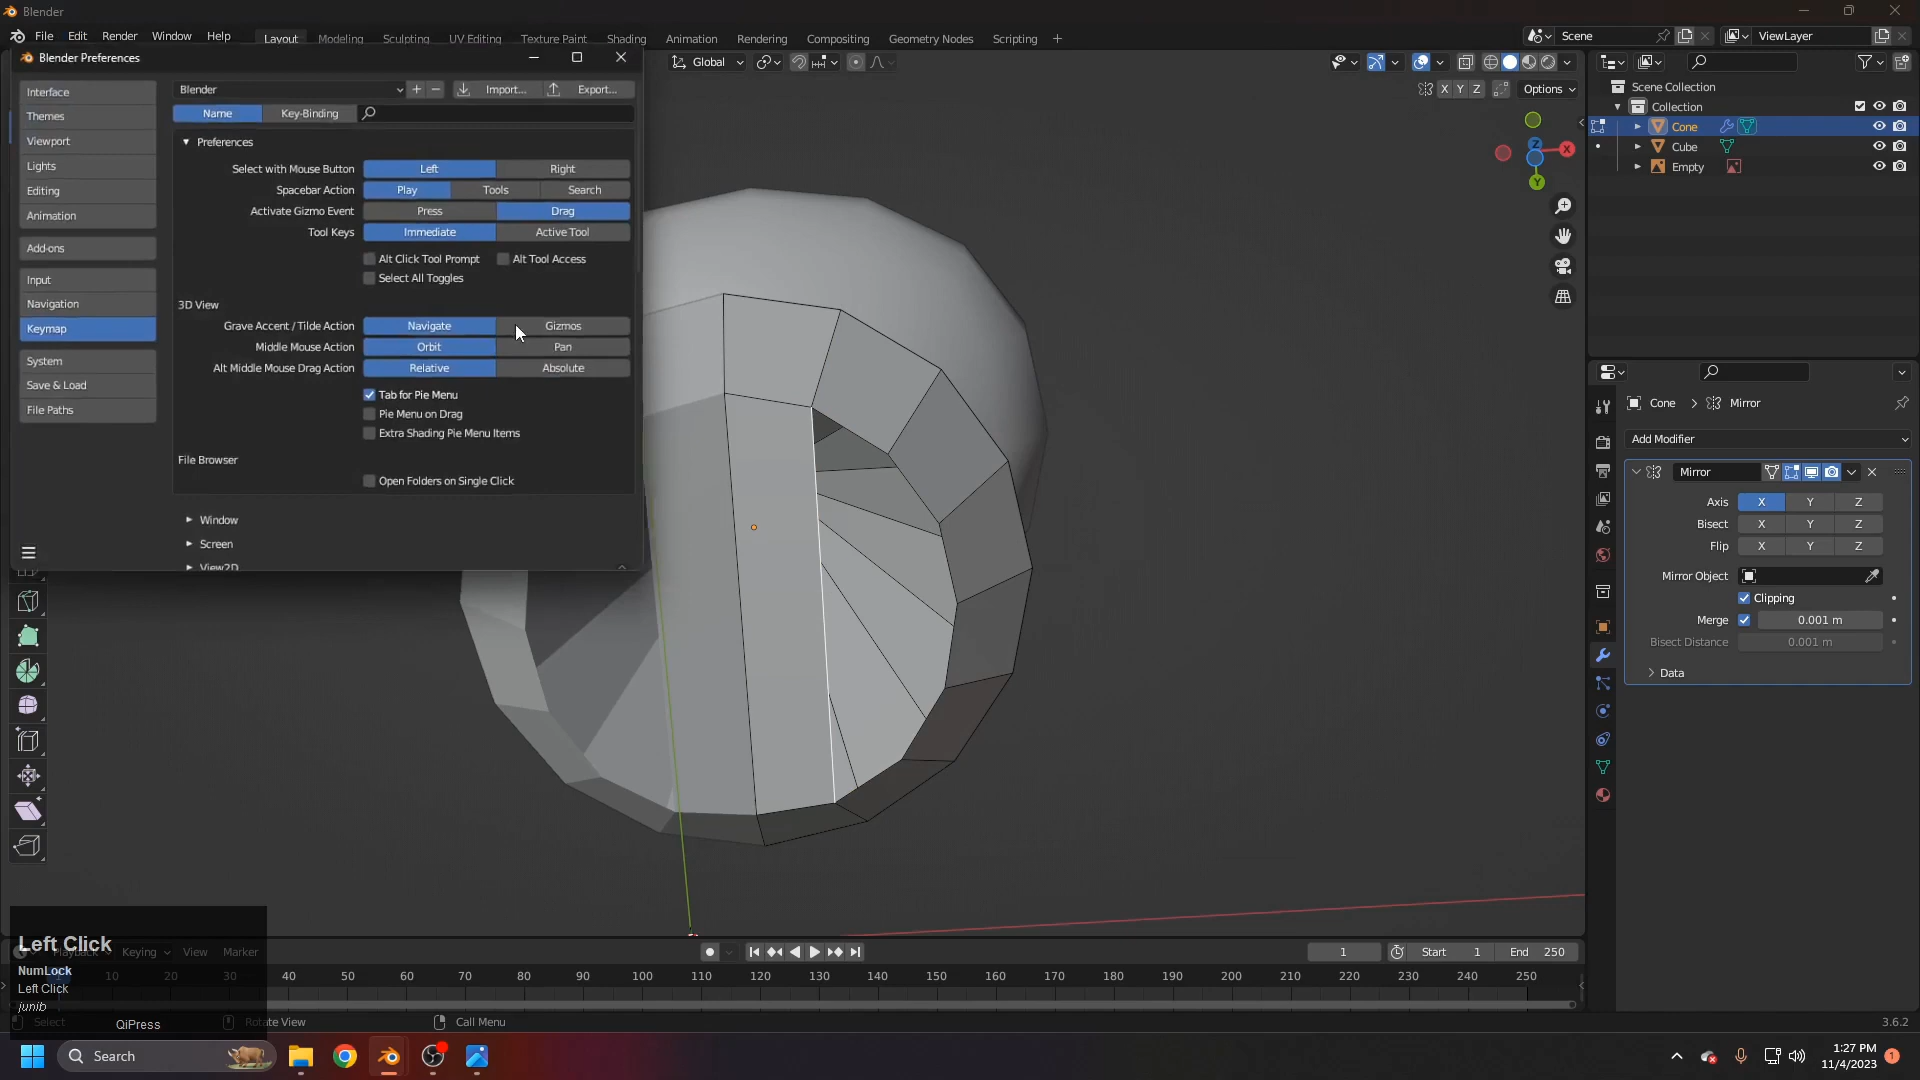 Blender
File Edit Render Window Help
Layout Modeling Sculpting UV Editing Texture Paint Shading Animation Rendering Compositing Geometry Nodes Scripting +
Scene
ViewLayer
Blender Preferences
Global
Interface
Themes
Viewport
Lights
Editing
Animation
Add-ons
Input
Navigation
Keymap
System
Save & Load
File Paths
Blender
Import...
Export...
Name
Key-Binding
Preferences
Select with Mouse Button Left Right
Spacebar Action Play Tools Search
Activate Gizmo Event Press Drag
Tool Keys Immediate Active Tool
Alt Click Tool Prompt Alt Tool Access
Select All Toggles
3D View
Grave Accent / Tilde Action Navigate Gizmos
Middle Mouse Action Orbit Pan
Alt Middle Mouse Drag Action Relative Absolute
Tab for Pie Menu
Pie Menu on Drag
Extra Shading Pie Menu Items
File Browser
Open Folders on Single Click
Window
Screen
View2D
X Y Z
Options
X
Y
Z
Scene Collection
Collection
Cone
Cube
Empty
Cone > Mirror
Add Modifier
Mirror
Axis X Y Z
Bisect X Y Z
Flip X Y Z
Mirror Object
Clipping
Merge 0.001 m
Bisect Distance 0.001 m
Data
Left Click
NumLock
Left Click
junib
QiPress
Playback Keying View Marker
1
Start 1
End 250
10 20 30 40 50 60 70 80 90 100 110 120 130 140 150 160 170 180 190 200 210 220 230 240 250
Select
Rotate View
Call Menu
3.6.2
Search
1:27 PM
11/4/2023
1